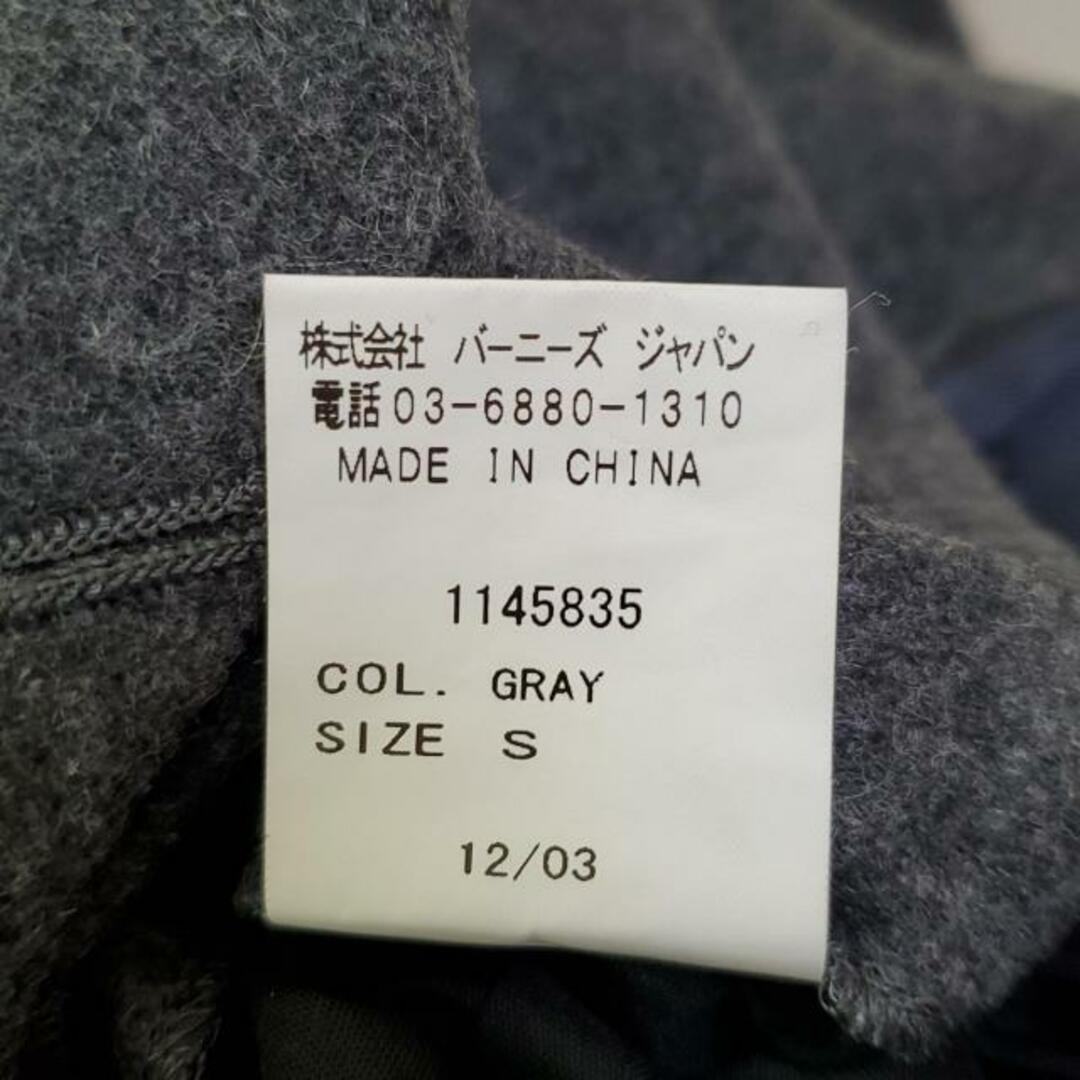 株式会社 バーニーズ ジャパン
電話03-6880-1310
MADE IN CHINA
1145835
COL. GRAY
SIZE S
12/03